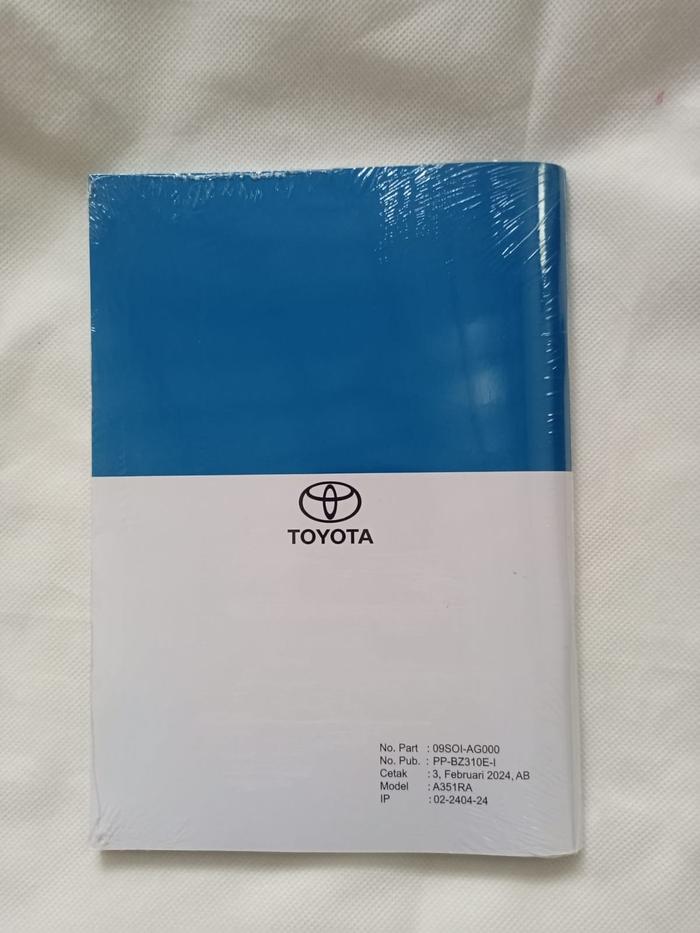 TOYOTA
No. Part : 09SOI-AG000
No. Pub. : PP-BZ310E-I
Cetak : 3, Februari 2024, AB
Model : A351RA
IP : 02-2404-24